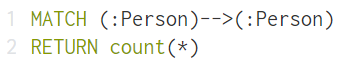 1 MATCH (:Person)-->(:Person)
2 RETURN count(*)